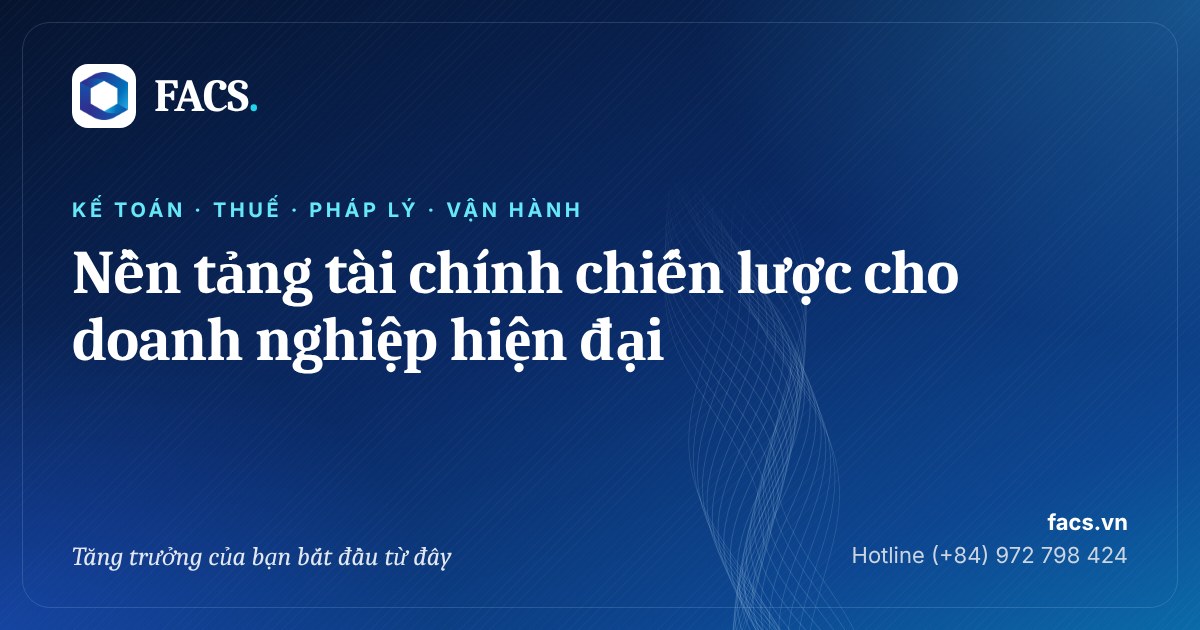 FACS.
KẾ TOÁN · THUẾ · PHÁP LÝ · VẬN HÀNH
Nền tảng tài chính chiến lược cho
doanh nghiệp hiện đại
facs.vn
Tăng trưởng của bạn bắt đầu từ đây
Hotline (+84) 972 798 424